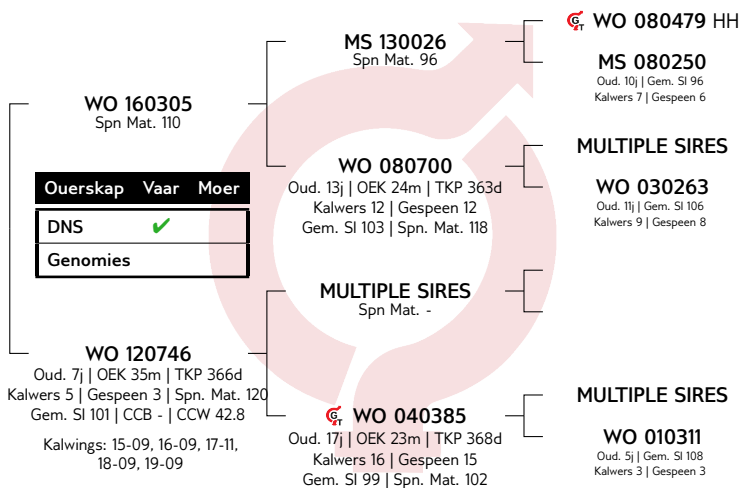 WO 080479 HH
MS 130026
Spn Mat. 96
MS 080250
Oud. 10j | Gem. SI 96
Kalwers 7 | Gespeen 6
WO 160305
Spn Mat. 110
MULTIPLE SIRES
WO 080700
Oud. 13j | OEK 24m | TKP 363d
Kalwers 12 | Gespeen 12
Gem. SI 103 | Spn. Mat. 118
WO 030263
Oud. 11j | Gem. SI 106
Kalwers 9 | Gespeen 8
Ouerskap Vaar Moer
DNS ✔
Genomies
MULTIPLE SIRES
Spn Mat. -
WO 120746
Oud. 7j | OEK 35m | TKP 366d
Kalwers 5 | Gespeen 3 | Spn. Mat. 120
Gem. SI 101 | CCB - | CCW 42.8
Kalwings: 15-09, 16-09, 17-11,
18-09, 19-09
MULTIPLE SIRES
GT WO 040385
Oud. 17j | OEK 23m | TKP 368d
Kalwers 16 | Gespeen 15
Gem. SI 99 | Spn. Mat. 102
WO 010311
Oud. 5j | Gem. SI 108
Kalwers 3 | Gespeen 3